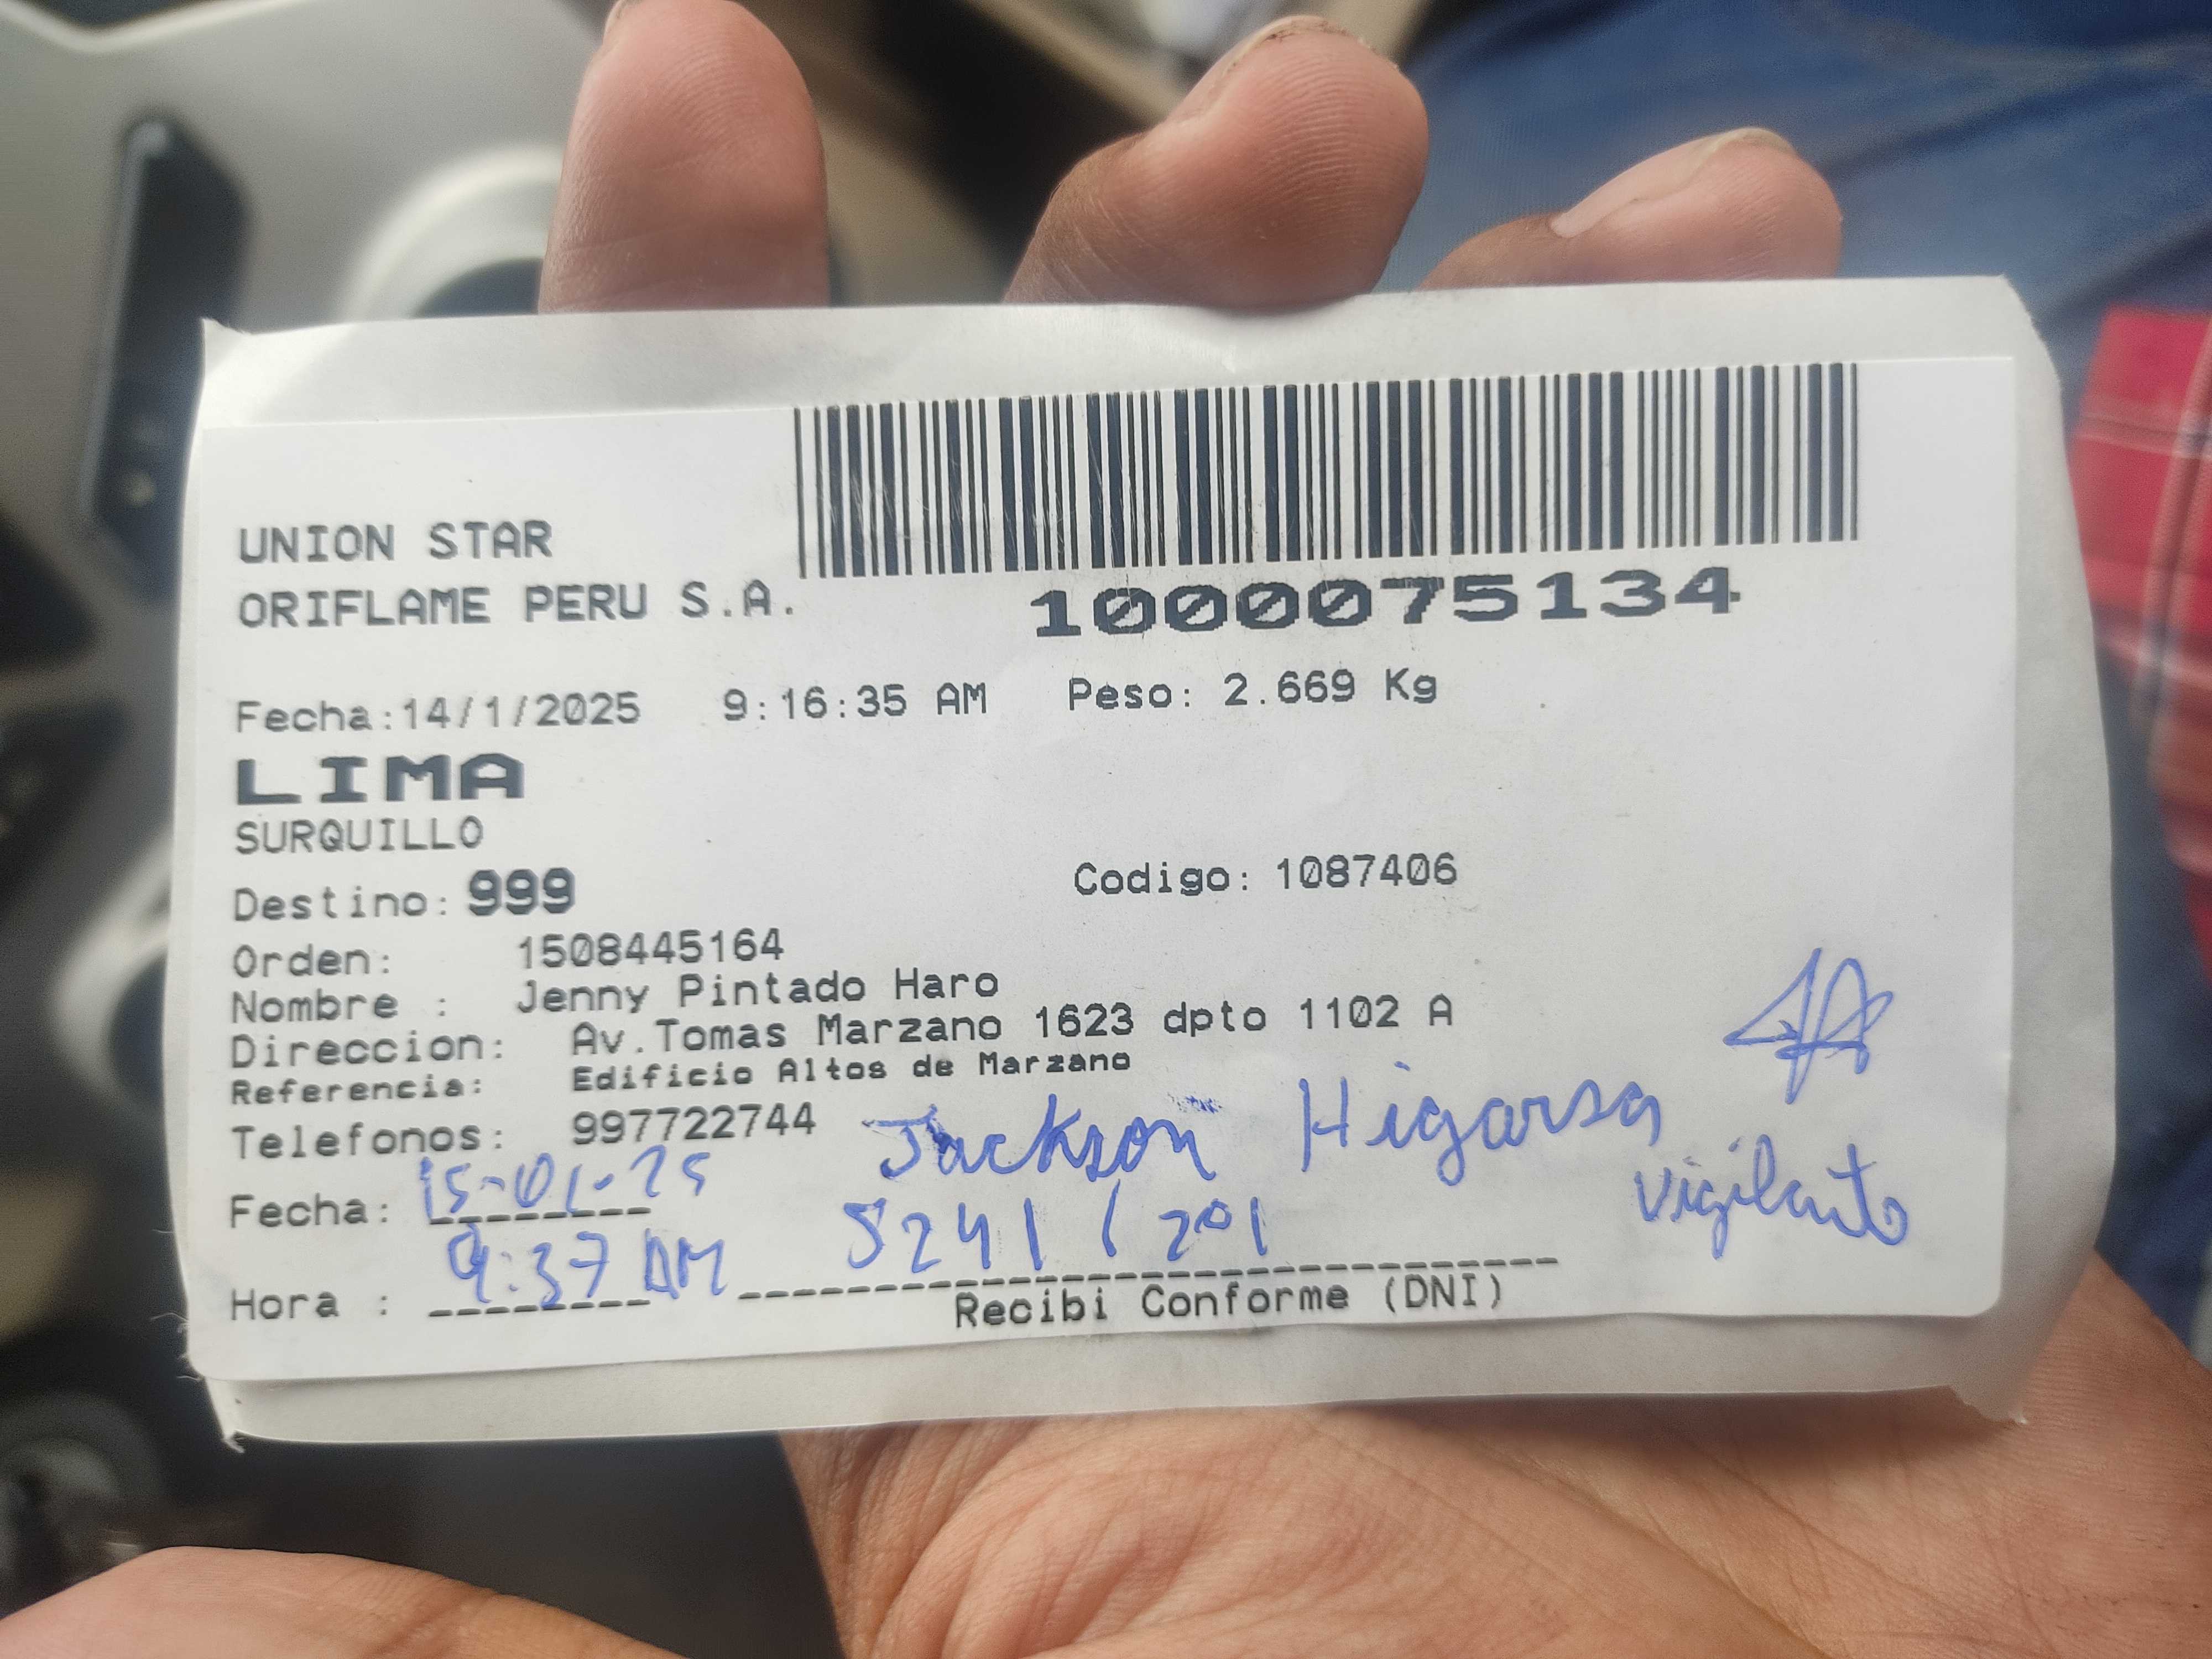 UNION STAR
ORIFLAME PERU S.A.
1000075134
Fecha:14/1/2025 9:16:35 AM Peso: 2.669 Kg
LIMA
SURQUILLO
Destino: 999 Codigo: 1087406
Orden: 1508445164
Nombre : Jenny Pintado Haro
Direccion: Av.Tomas Marzano 1623 dpto 1102 A
Referencia: Edificio Altos de Marzano
Telefonos: 997722744 Jackson
Fecha: 15-01-25 vigilante
Hora : 9:37 AM
Recibi Conforme (DNI)